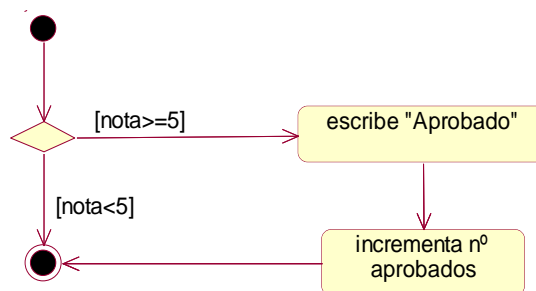 [nota>=5]
escribe "Aprobado"
[nota<5]
incrementa nº
aprobados